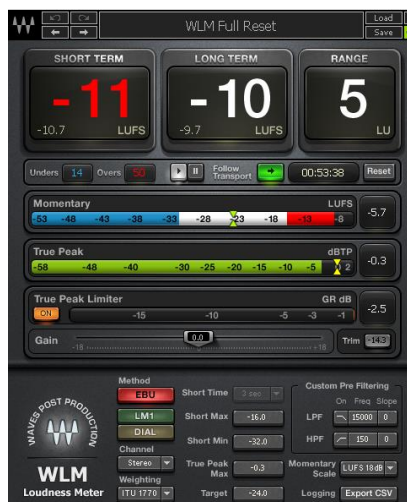 WLM Full Reset
Load
Save
SHORT TERM
LONG TERM
RANGE
-11
-10
5
-10.7 LUFS
-9.7 LUFS
LU
Unders 14 Overs 50 Follow Transport 00:53:38 Reset
Momentary LUFS
-53 -48 -43 -38 -33 -28 -23 -18 -13 -8
-5.7
True Peak dBTP
-58 -48 -40 -30 -25 -20 -15 -10 -5 2
-0.3
True Peak Limiter GR dB
ON -15 -10 -5 -3 -1
-2.5
Gain -18 0.0 +18 Trim -14.3
Method
EBU
LM1
DIAL
Channel
Stereo
Weighting
ITU 1770
Short Time 3 sec
Short Max -16.0
Short Min -32.0
True Peak Max -0.3
Target -24.0
Custom Pre Filtering
On Freq Slope
LPF 15000 0
HPF 150 0
Momentary Scale LUFS 18dB
Logging Export CSV
WAVES POST PRODUCTION
WLM
Loudness Meter